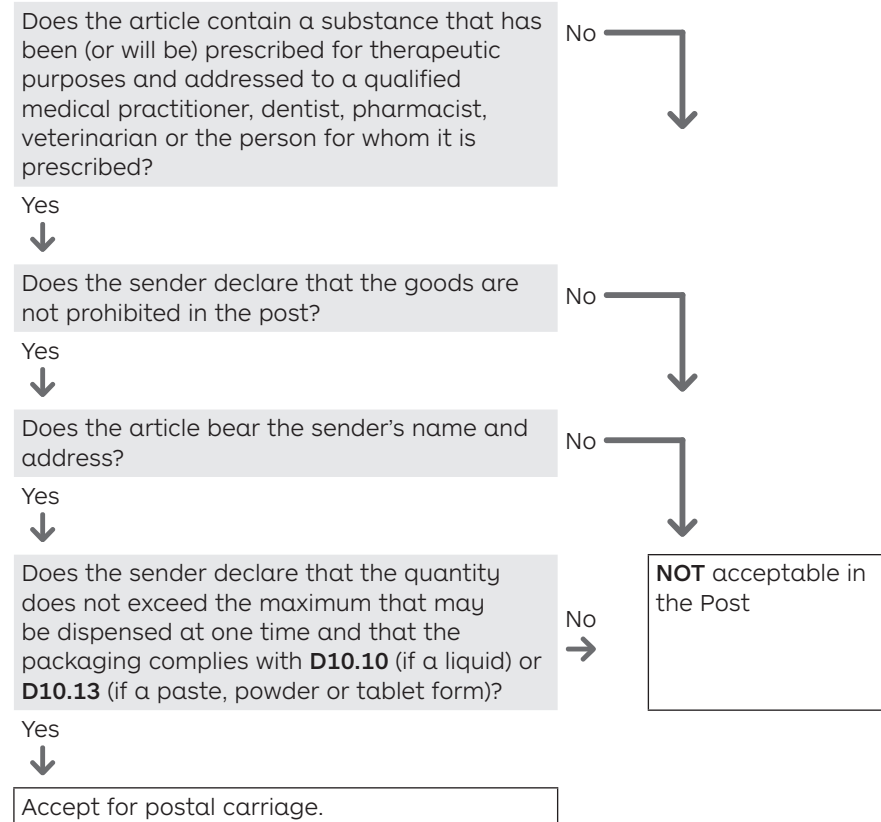 Does the article contain a substance that has
been (or will be) prescribed for therapeutic
purposes and addressed to a qualified
medical practitioner, dentist, pharmacist,
veterinarian or the person for whom it is
prescribed?
No
Yes
Does the sender declare that the goods are
not prohibited in the post?
No
Yes
Does the article bear the sender’s name and
address?
No
Yes
Does the sender declare that the quantity
does not exceed the maximum that may
be dispensed at one time and that the
packaging complies with D10.10 (if a liquid) or
D10.13 (if a paste, powder or tablet form)?
No
NOT acceptable in
the Post
Yes
Accept for postal carriage.